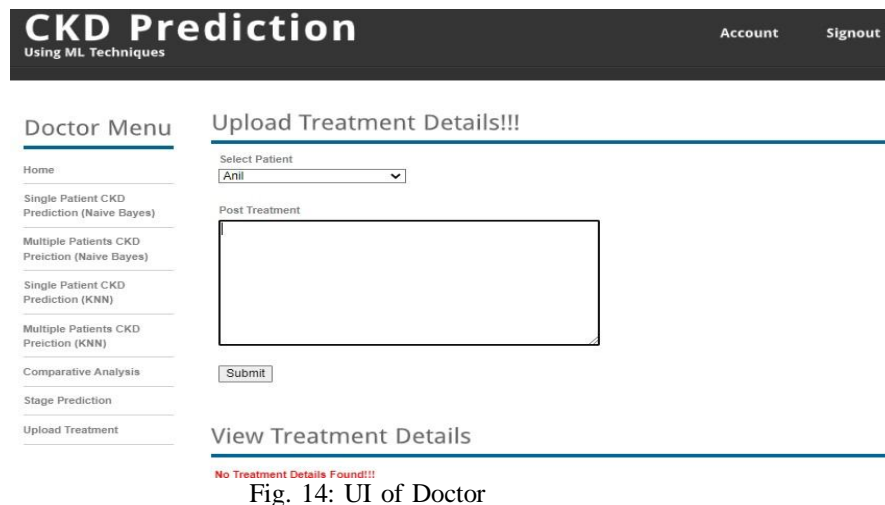 CKD Prediction
Using ML Techniques
Account
Signout
Doctor Menu
Home
Single Patient CKD
Prediction (Naive Bayes)
Multiple Patients CKD
Preiction (Naive Bayes)
Single Patient CKD
Prediction (KNN)
Multiple Patients CKD
Preiction (KNN)
Comparative Analysis
Stage Prediction
Upload Treatment
Upload Treatment Details!!!
Select Patient
Anil
Post Treatment
Submit
View Treatment Details
No Treatment Details Found!!!
Fig. 14: UI of Doctor